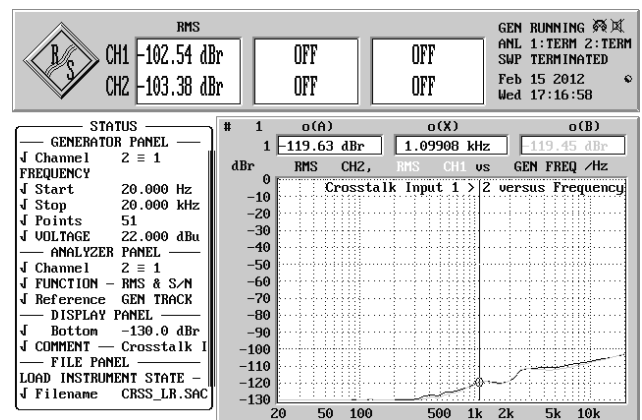 RMS
R/S
CH1 -102.54 dBr OFF OFF
CH2 -103.38 dBr OFF OFF
GEN RUNNING
ANL 1:TERM 2:TERM
SWP TERMINATED
Feb 15 2012
Wed 17:16:58
STATUS
GENERATOR PANEL
Channel 2 ≡ 1
FREQUENCY
Start 20.000 Hz
Stop 20.000 kHz
Points 51
VOLTAGE 22.000 dBu
ANALYZER PANEL
Channel 2 ≡ 1
FUNCTION - RMS & S/N
Reference GEN TRACK
DISPLAY PANEL
Bottom -130.0 dBr
COMMENT — Crosstalk I
FILE PANEL
LOAD INSTRUMENT STATE -
Filename CRSS_LR.SAC
# 1 o(A) o(X) o(B)
1 -119.63 dBr 1.09908 kHz -119.45 dBr
dBr RMS CH2, RMS CH1 vs GEN FREQ /Hz
Crosstalk Input 1 > 2 versus Frequency
0
-10
-20
-30
-40
-50
-60
-70
-80
-90
-100
-110
-120
-130
20 50 100 500 1k 2k 5k 10k